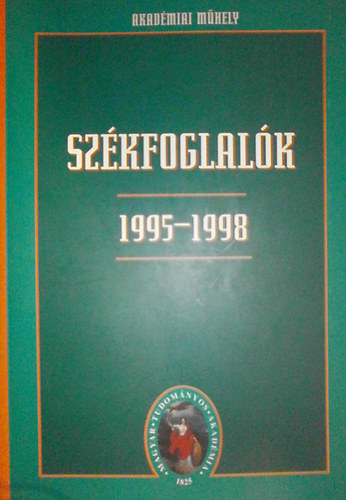 AKADÉMIAI MŰHELY
SZÉKFOGLALÓK
1995–1998
MAGYAR • TUDOMÁNYOS • AKADÉMIA
1825